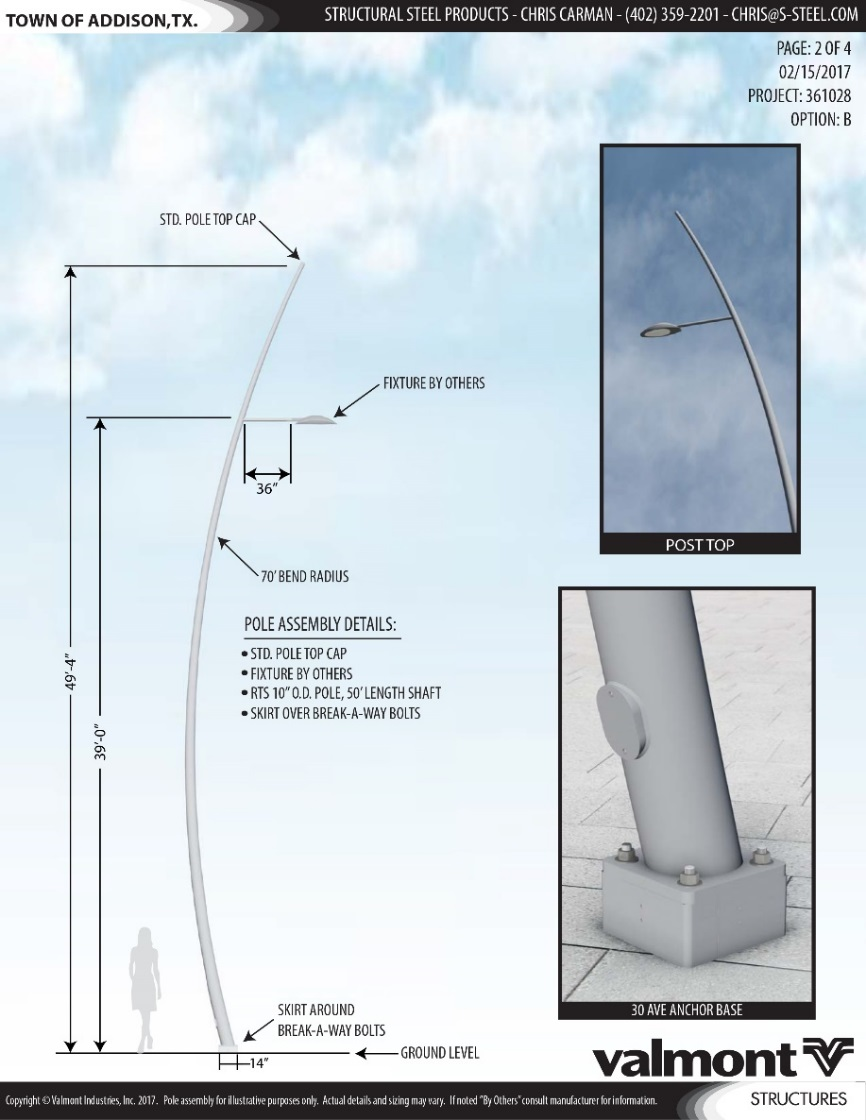 TOWN OF ADDISON,TX.
STRUCTURAL STEEL PRODUCTS - CHRIS CARMAN - (402) 359-2201 - CHRIS@S-STEEL.COM
PAGE: 2 OF 4
02/15/2017
PROJECT: 361028
OPTION: B
STD. POLE TOP CAP
FIXTURE BY OTHERS
36"
POST TOP
70' BEND RADIUS
POLE ASSEMBLY DETAILS:
• STD. POLE TOP CAP
• FIXTURE BY OTHERS
• RTS 10" O.D. POLE, 50' LENGTH SHAFT
• SKIRT OVER BREAK-A-WAY BOLTS
49'-4"
39'-0"
SKIRT AROUND
BREAK-A-WAY BOLTS
30 AVE ANCHOR BASE
GROUND LEVEL
14"
valmont
STRUCTURES
Copyright © Valmont Industries, Inc. 2017. Pole assembly for illustrative purposes only. Actual details and sizing may vary. If noted "By Others" consult manufacturer for information.